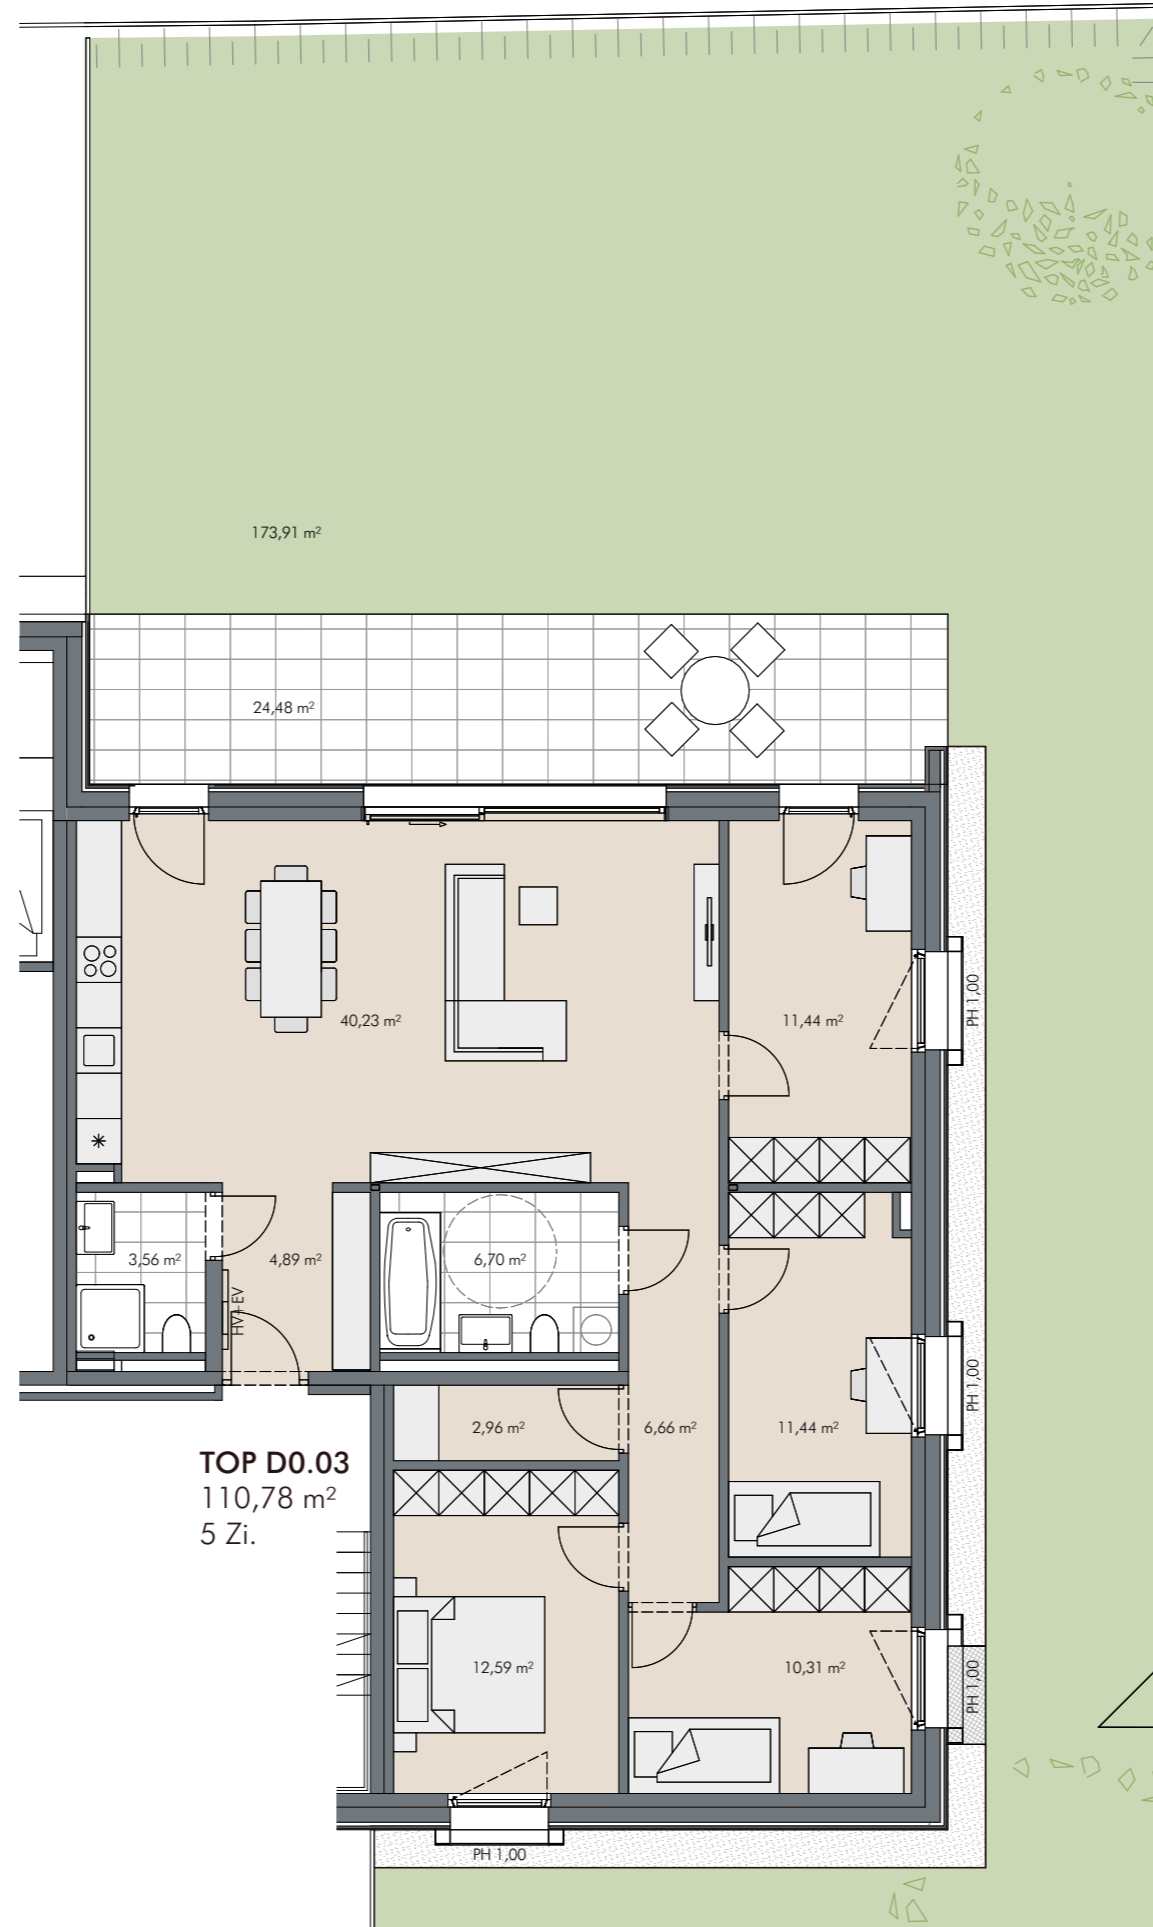 173,91 m²
24,48 m²
40,23 m²
11,44 m²
PH 1,00
3,56 m²
4,89 m²
6,70 m²
HV+EV
PH 1,00
2,96 m²
6,66 m²
11,44 m²
TOP D0.03
110,78 m²
5 Zi.
12,59 m²
10,31 m²
PH 1,00
PH 1,00